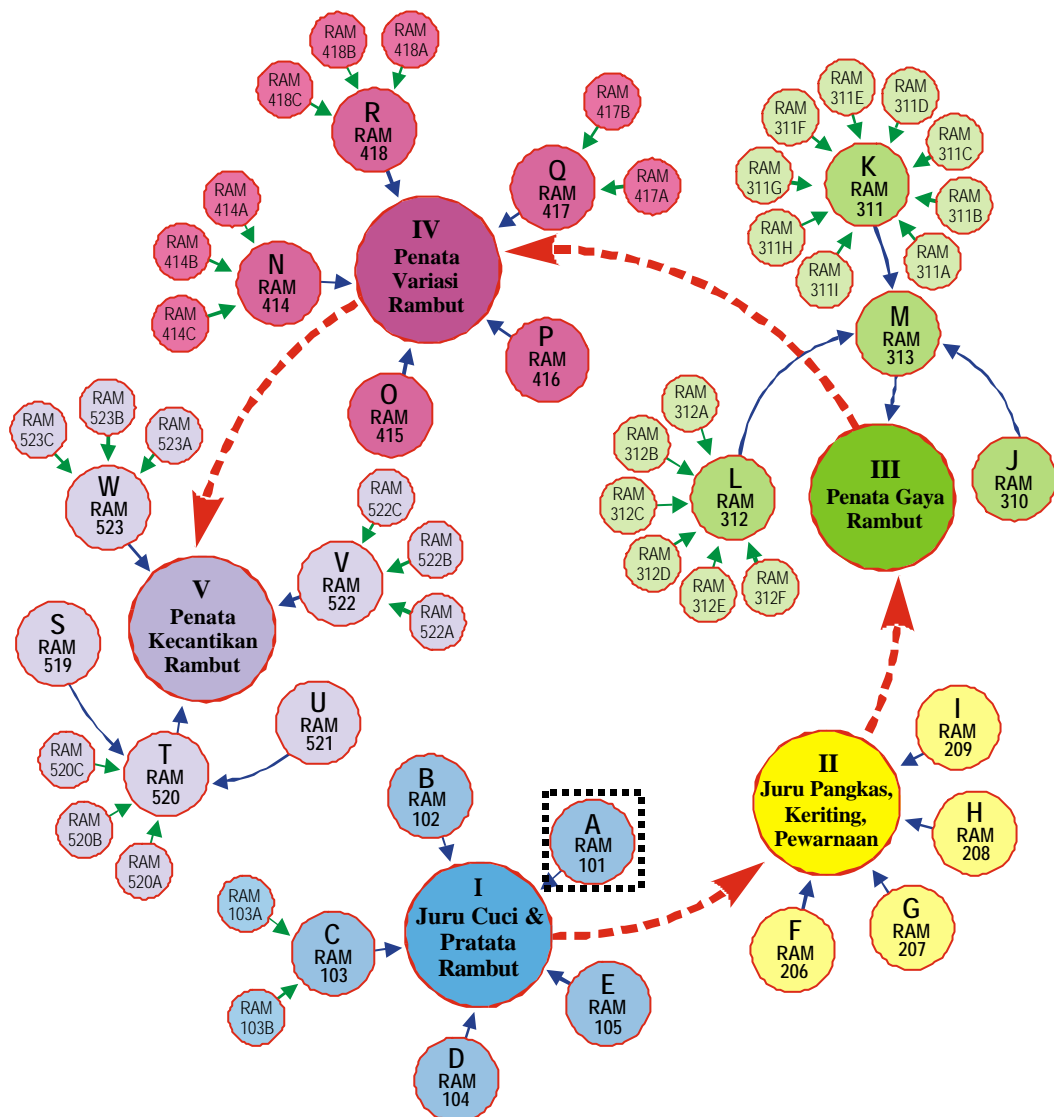 RAM
418B
RAM
418A
RAM
418C
R
RAM
418
RAM
417B
Q
RAM
417
RAM
417A
RAM
414A
RAM
414B
RAM
414C
N
RAM
414
IV
Penata
Variasi
Rambut
P
RAM
416
O
RAM
415
RAM
311E
RAM
311D
RAM
311F
RAM
311C
RAM
311G
RAM
311B
RAM
311H
RAM
311A
RAM
311I
K
RAM
311
M
RAM
313
RAM
312A
RAM
312B
RAM
312C
RAM
312D
RAM
312E
RAM
312F
L
RAM
312
III
Penata Gaya
Rambut
J
RAM
310
RAM
523B
RAM
523C
RAM
523A
W
RAM
523
RAM
522C
RAM
522B
RAM
522A
V
RAM
522
V
Penata
Kecantikan
Rambut
S
RAM
519
U
RAM
521
T
RAM
520
RAM
520C
RAM
520B
RAM
520A
B
RAM
102
A
RAM
101
I
Juru Cuci &
Pratata
Rambut
RAM
103A
RAM
103B
C
RAM
103
D
RAM
104
E
RAM
105
II
Juru Pangkas,
Keriting,
Pewarnaan
I
RAM
209
H
RAM
208
G
RAM
207
F
RAM
206